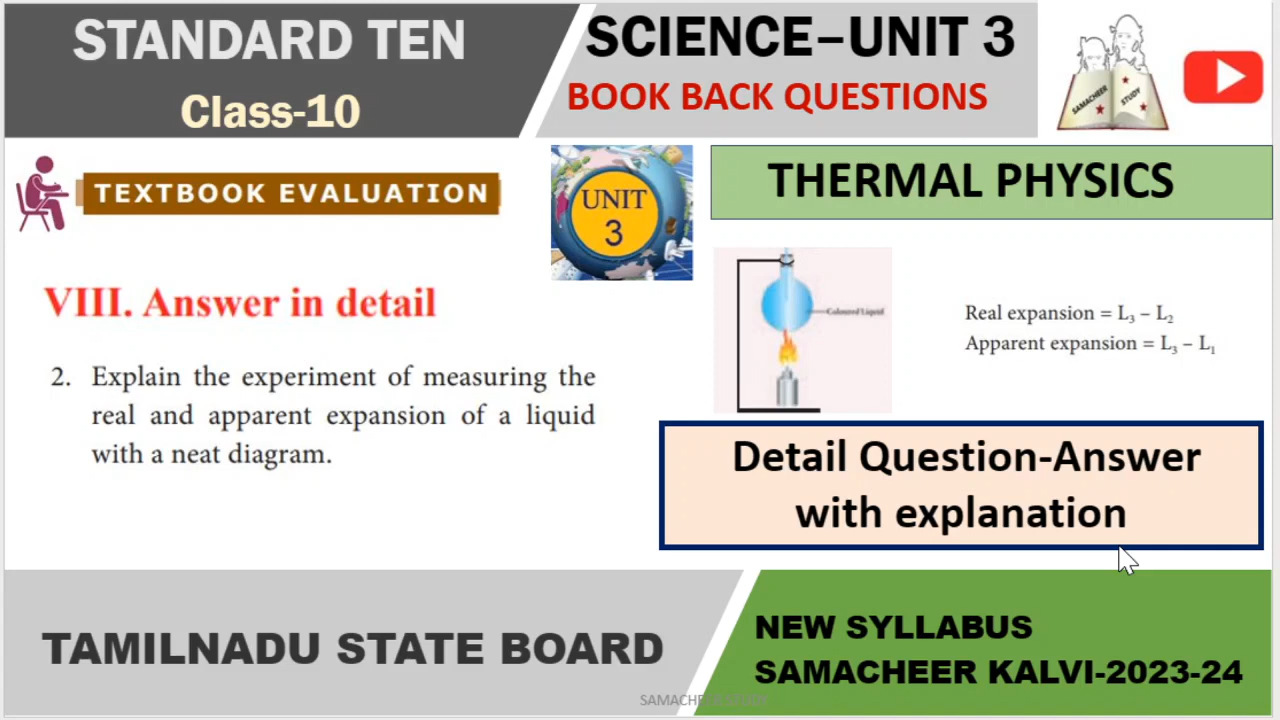 STANDARD TEN
Class-10
SCIENCE–UNIT 3
BOOK BACK QUESTIONS
SAMACHEER
STUDY
TEXTBOOK EVALUATION
UNIT
3
THERMAL PHYSICS
VIII. Answer in detail
2. Explain the experiment of measuring the
real and apparent expansion of a liquid
with a neat diagram.
Coloured Liquid
Real expansion = L₃ – L₂
Apparent expansion = L₃ – L₁
Detail Question-Answer
with explanation
TAMILNADU STATE BOARD
NEW SYLLABUS
SAMACHEER KALVI-2023-24